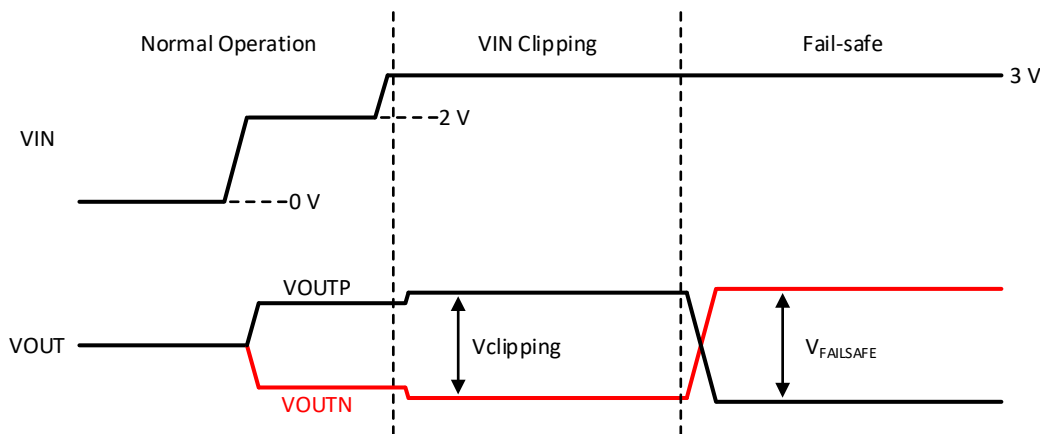 Normal Operation
VIN Clipping
Fail-safe
3 V
2 V
VIN
0 V
VOUTP
VOUT
Vclipping
VFAILSAFE
VOUTN